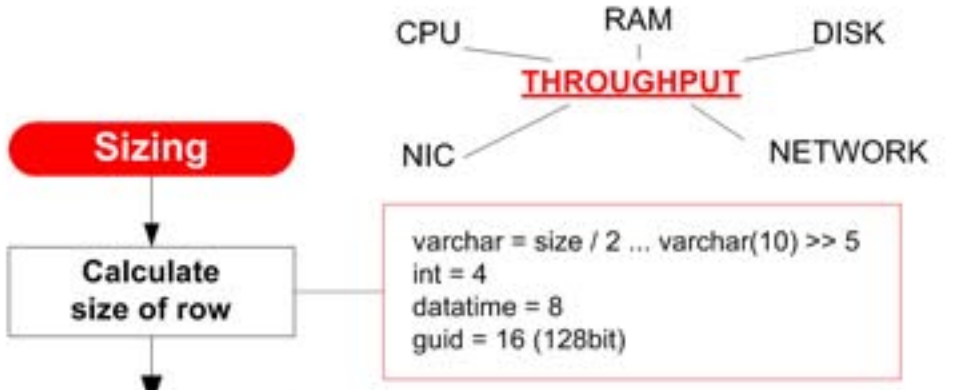 CPU
RAM
DISK
THROUGHPUT
NIC
NETWORK
Sizing
Calculate
size of row
varchar = size / 2 ... varchar(10) >> 5
int = 4
datatime = 8
guid = 16 (128bit)